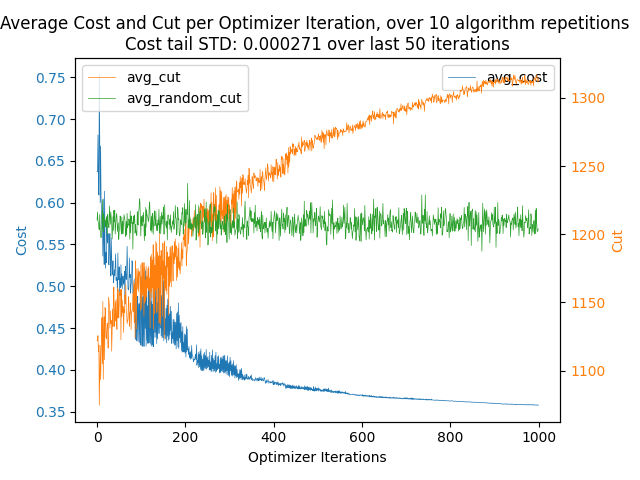 Average Cost and Cut per Optimizer Iteration, over 10 algorithm repetitions
Cost tail STD: 0.000271 over last 50 iterations
avg_cut
avg_random_cut
avg_cost
0.75
0.70
0.65
0.60
0.55
0.50
0.45
0.40
0.35
Cost
1300
1250
1200
1150
1100
Cut
0 200 400 600 800 1000
Optimizer Iterations